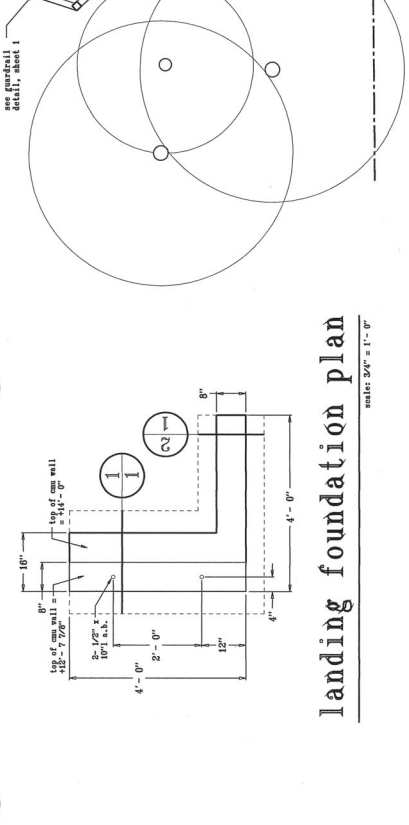 see guardrail
detail, sheet 1
top of cmu wall =
+12'- 7 7/8"
top of cmu wall
= +14'- 0"
16"
8"
2- 1/2" x
10"l a.b.
4'- 0"
2'- 0"
12"
4"
4'- 0"
8"
1
1
1
2
landing foundation plan
scale: 3/4" = 1'- 0"